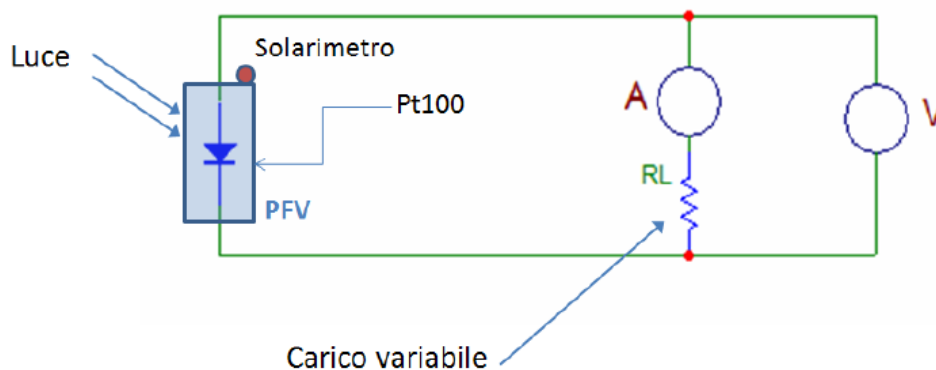 Luce
Solarimetro
Pt100
PFV
A
V
RL
Carico variabile